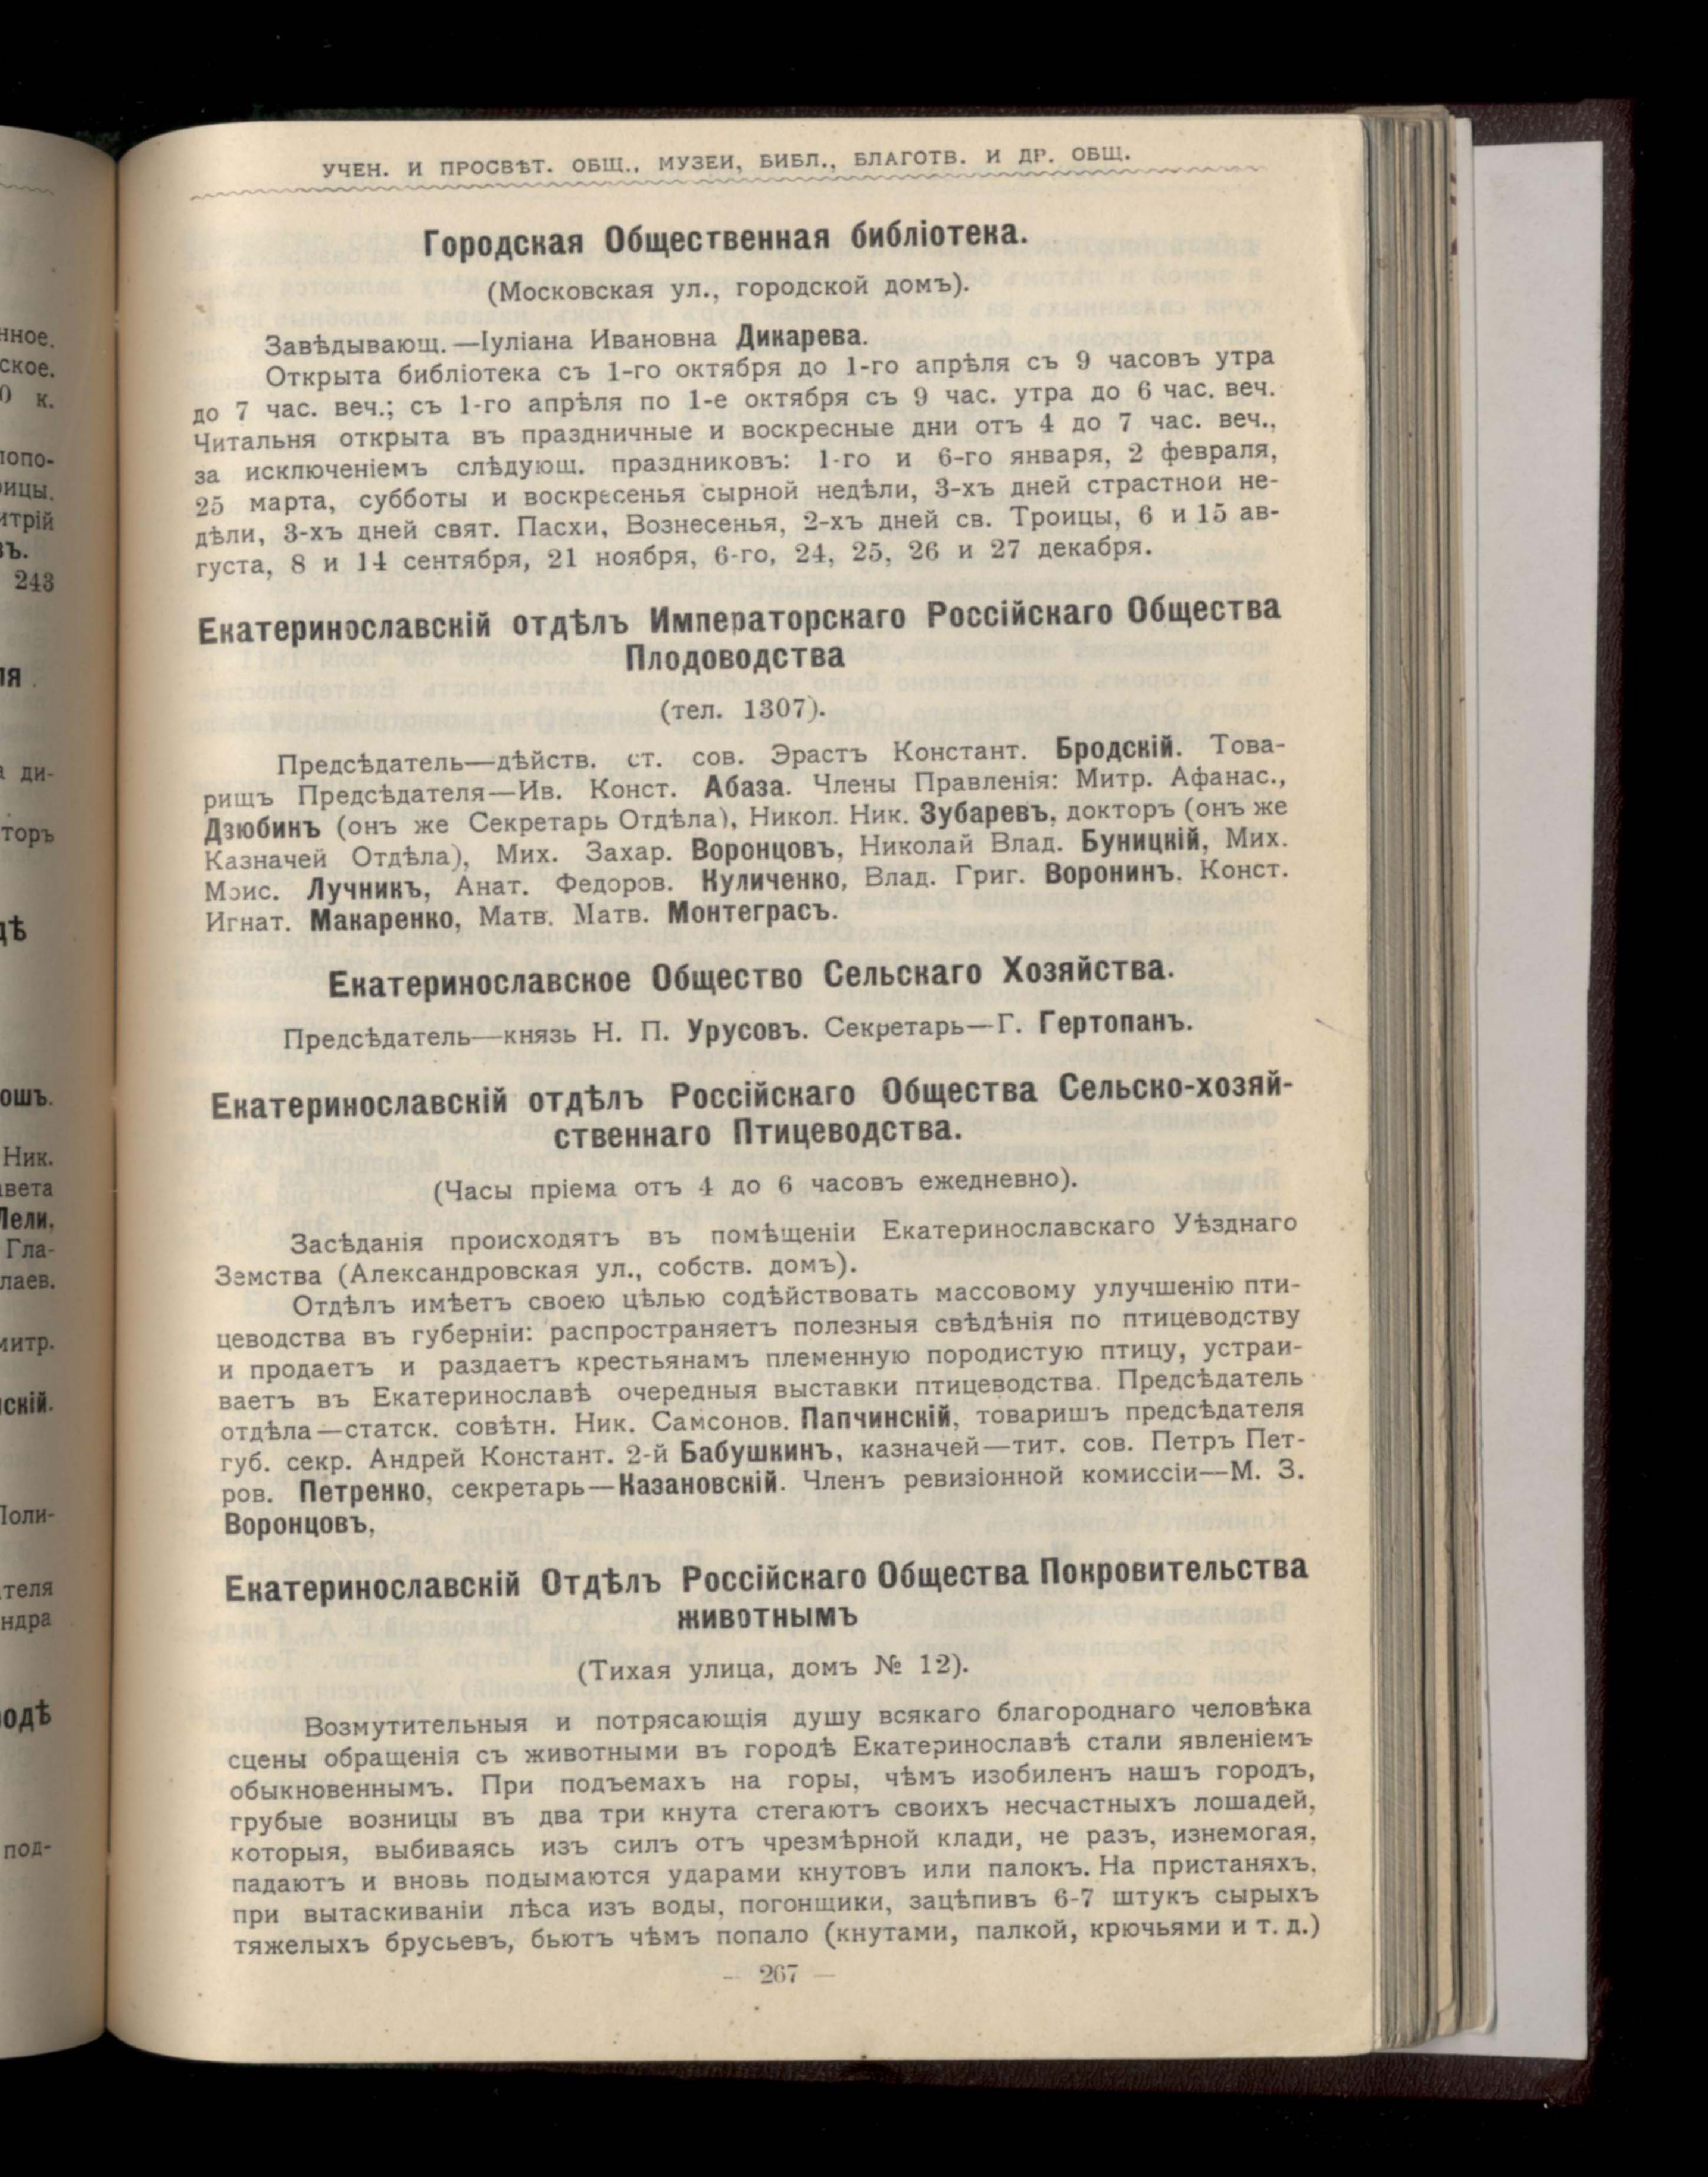 УЧЕН. И ПРОСВѢТ. ОБЩ., МУЗЕИ, БИБЛ., БЛАГОТВ. И ДР. ОБЩ.
Городская Общественная библіотека.
(Московская ул., городской домъ).
Завѣдывающ.—Іуліана Ивановна Дикарева.
Открыта библіотека съ 1-го октября до 1-го апрѣля съ 9 часовъ утра
до 7 час. веч.; съ 1-го апрѣля по 1-е октября съ 9 час. утра до 6 час. веч.
Читальня открыта въ праздничные и воскресные дни отъ 4 до 7 час. веч.,
за исключеніемъ слѣдующ. праздниковъ: 1-го и 6-го января, 2 февраля,
25 марта, субботы и воскресенья сырной недѣли, 3-хъ дней страстной не-
дѣли, 3-хъ дней свят. Пасхи, Вознесенья, 2-хъ дней св. Троицы, 6 и 15 ав-
густа, 8 и 14 сентября, 21 ноября, 6-го, 24, 25, 26 и 27 декабря.
Екатеринославскій отдѣлъ Императорскаго Россійскаго Общества
Плодоводства
(тел. 1307).
Предсѣдатель—дѣйств. ст. сов. Эрастъ Констант. Бродскій. Това-
рищъ Предсѣдателя—Ив. Конст. Абаза. Члены Правленія: Митр. Афанас.,
Дзюбинъ (онъ же Секретарь Отдѣла), Никол. Ник. Зубаревъ, докторъ (онъ же
Казначей Отдѣла), Мих. Захар. Воронцовъ, Николай Влад. Буницкій, Мих.
Моис. Лучникъ, Анат. Федоров. Куличенко, Влад. Григ. Воронинъ, Конст.
Игнат. Макаренко, Матв. Матв. Монтеграсъ.
Екатеринославское Общество Сельскаго Хозяйства.
Предсѣдатель—князь Н. П. Урусовъ. Секретарь—Г. Гертопанъ.
Екатеринославскій отдѣлъ Россійскаго Общества Сельско-хозяй-
ственнаго Птицеводства.
(Часы пріема отъ 4 до 6 часовъ ежедневно).
Засѣданія происходятъ въ помѣщеніи Екатеринославскаго Уѣзднаго
Земства (Александровская ул., собств. домъ).
Отдѣлъ имѣетъ своею цѣлью содѣйствовать массовому улучшенію пти-
цеводства въ губерніи: распространяетъ полезныя свѣдѣнія по птицеводству
и продаетъ и раздаетъ крестьянамъ племенную породистую птицу, устраи-
ваетъ въ Екатеринославѣ очередныя выставки птицеводства. Предсѣдатель
отдѣла—статск. совѣтн. Ник. Самсонов. Папчинскій, товаришъ предсѣдателя
губ. секр. Андрей Констант. 2-й Бабушкинъ, казначей—тит. сов. Петръ Пет-
ров. Петренко, секретарь—Казановскій. Членъ ревизіонной комиссіи—М. З.
Воронцовъ,
Екатеринославскій Отдѣлъ Россійскаго Общества Покровительства
животнымъ
(Тихая улица, домъ № 12).
Возмутительныя и потрясающія душу всякаго благороднаго человѣка
сцены обращенія съ животными въ городѣ Екатеринославѣ стали явленіемъ
обыкновеннымъ. При подъемахъ на горы, чѣмъ изобиленъ нашъ городъ,
грубые возницы въ два три кнута стегаютъ своихъ несчастныхъ лошадей,
которыя, выбиваясь изъ силъ отъ чрезмѣрной клади, не разъ, изнемогая,
падаютъ и вновь подымаются ударами кнутовъ или палокъ. На пристаняхъ,
при вытаскиваніи лѣса изъ воды, погонщики, зацѣпивъ 6-7 штукъ сырыхъ
тяжелыхъ брусьевъ, бьютъ чѣмъ попало (кнутами, палкой, крючьями и т. д.)
— 267 —